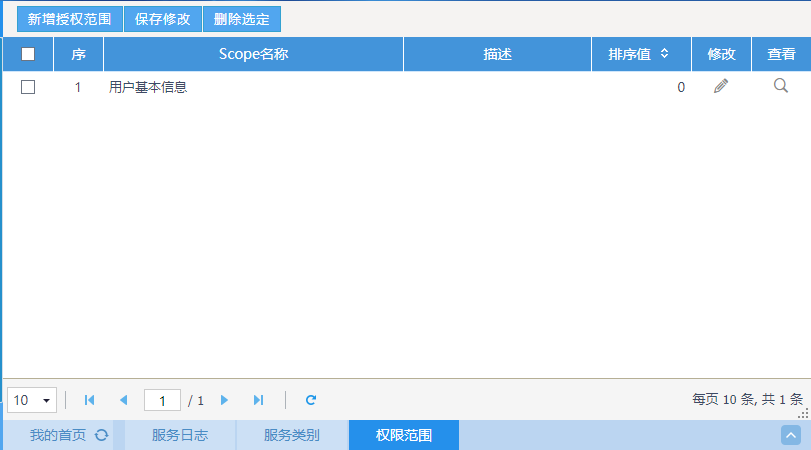 新增授权范围 保存修改 删除选定
序 Scope名称 描述 排序值 修改 查看
1 用户基本信息 0
10 1 / 1 每页 10 条, 共 1 条
我的首页 服务日志 服务类别 权限范围